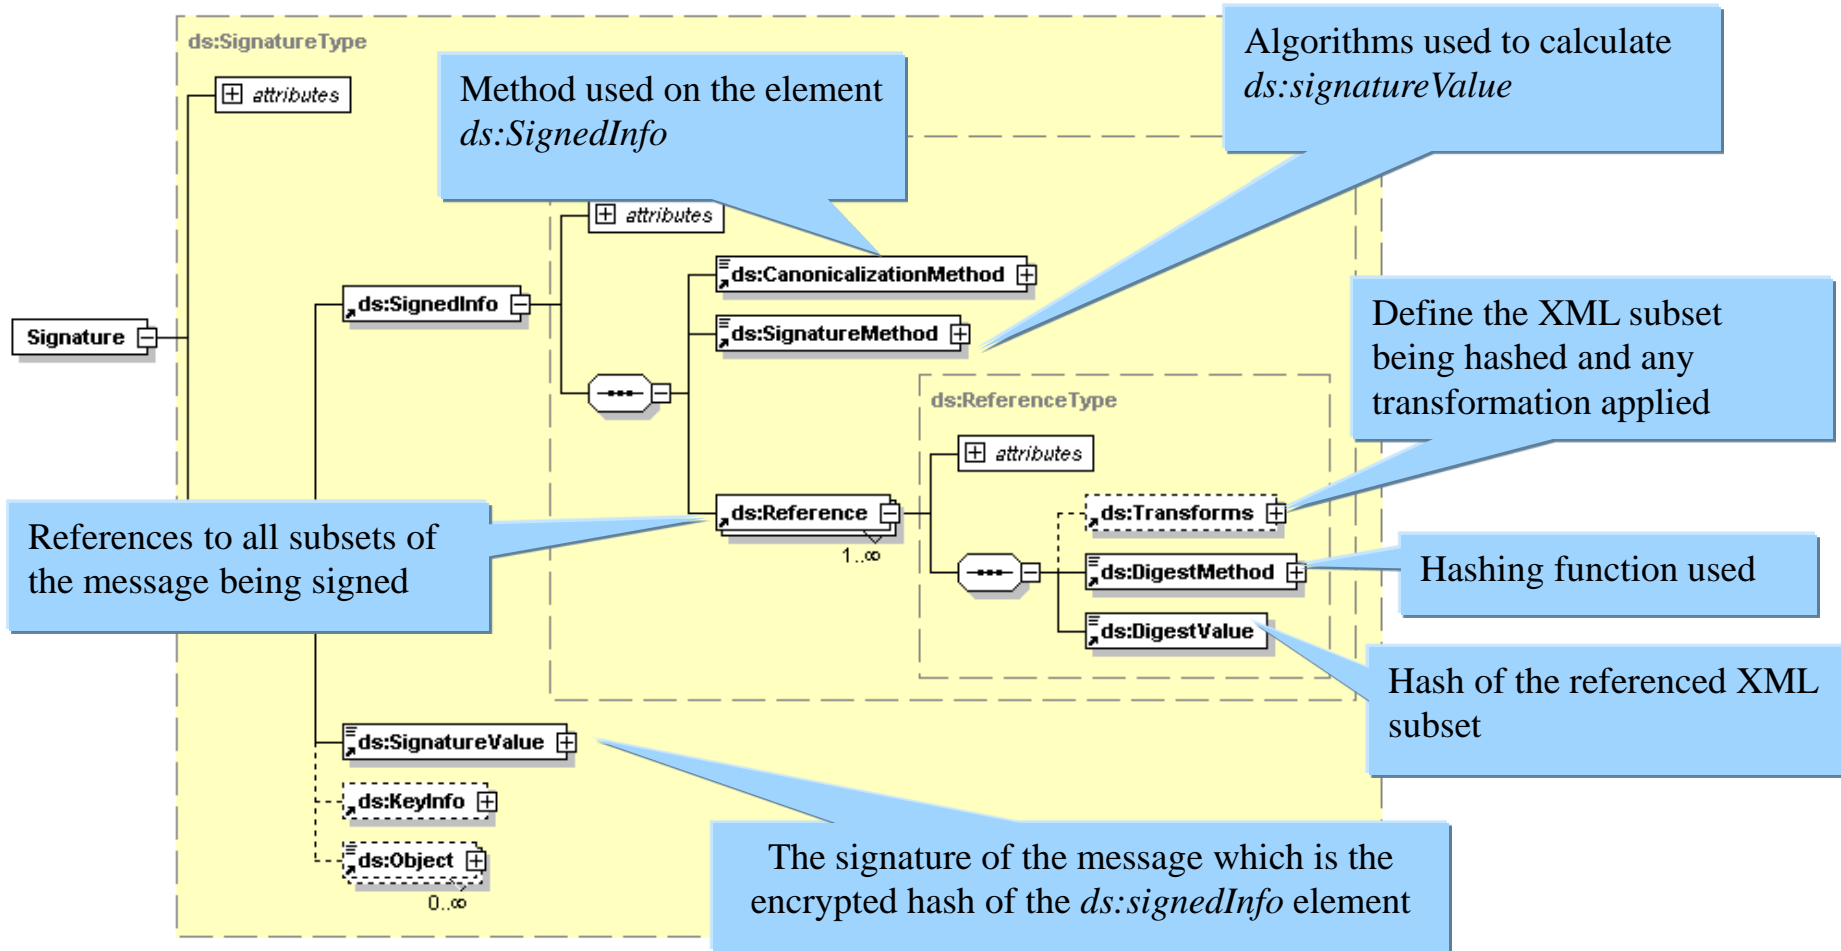 ds:SignatureType
attributes
Method used on the element
ds:SignedInfo
Algorithms used to calculate
ds:signatureValue
attributes
ds:CanonicalizationMethod
ds:SignedInfo
Signature
ds:SignatureMethod
Define the XML subset
being hashed and any
transformation applied
ds:ReferenceType
attributes
References to all subsets of
the message being signed
ds:Reference
1..∞
ds:Transforms
ds:DigestMethod
Hashing function used
ds:DigestValue
Hash of the referenced XML
subset
ds:SignatureValue
ds:KeyInfo
ds:Object
0..∞
The signature of the message which is the
encrypted hash of the ds:signedInfo element